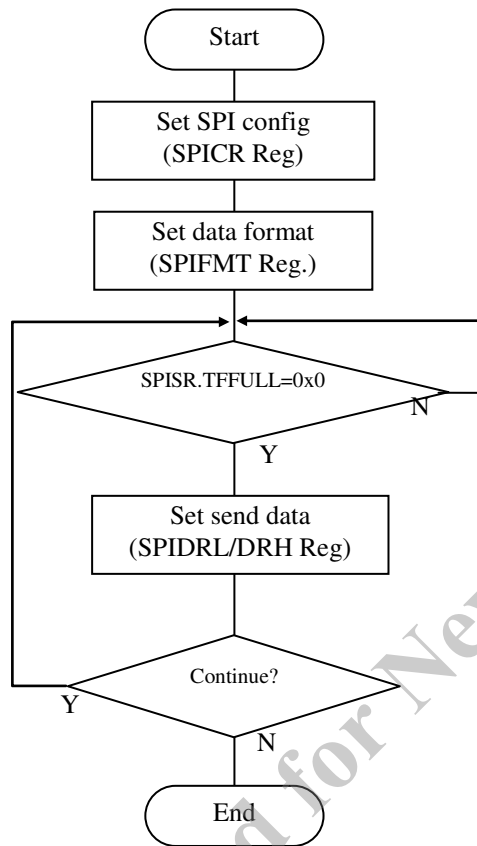 Start
Set SPI config
(SPICR Reg)
Set data format
(SPIFMT Reg.)
SPISR.TFFULL=0x0
N
Y
Set send data
(SPIDRL/DRH Reg)
Continue?
Y
N
End
for